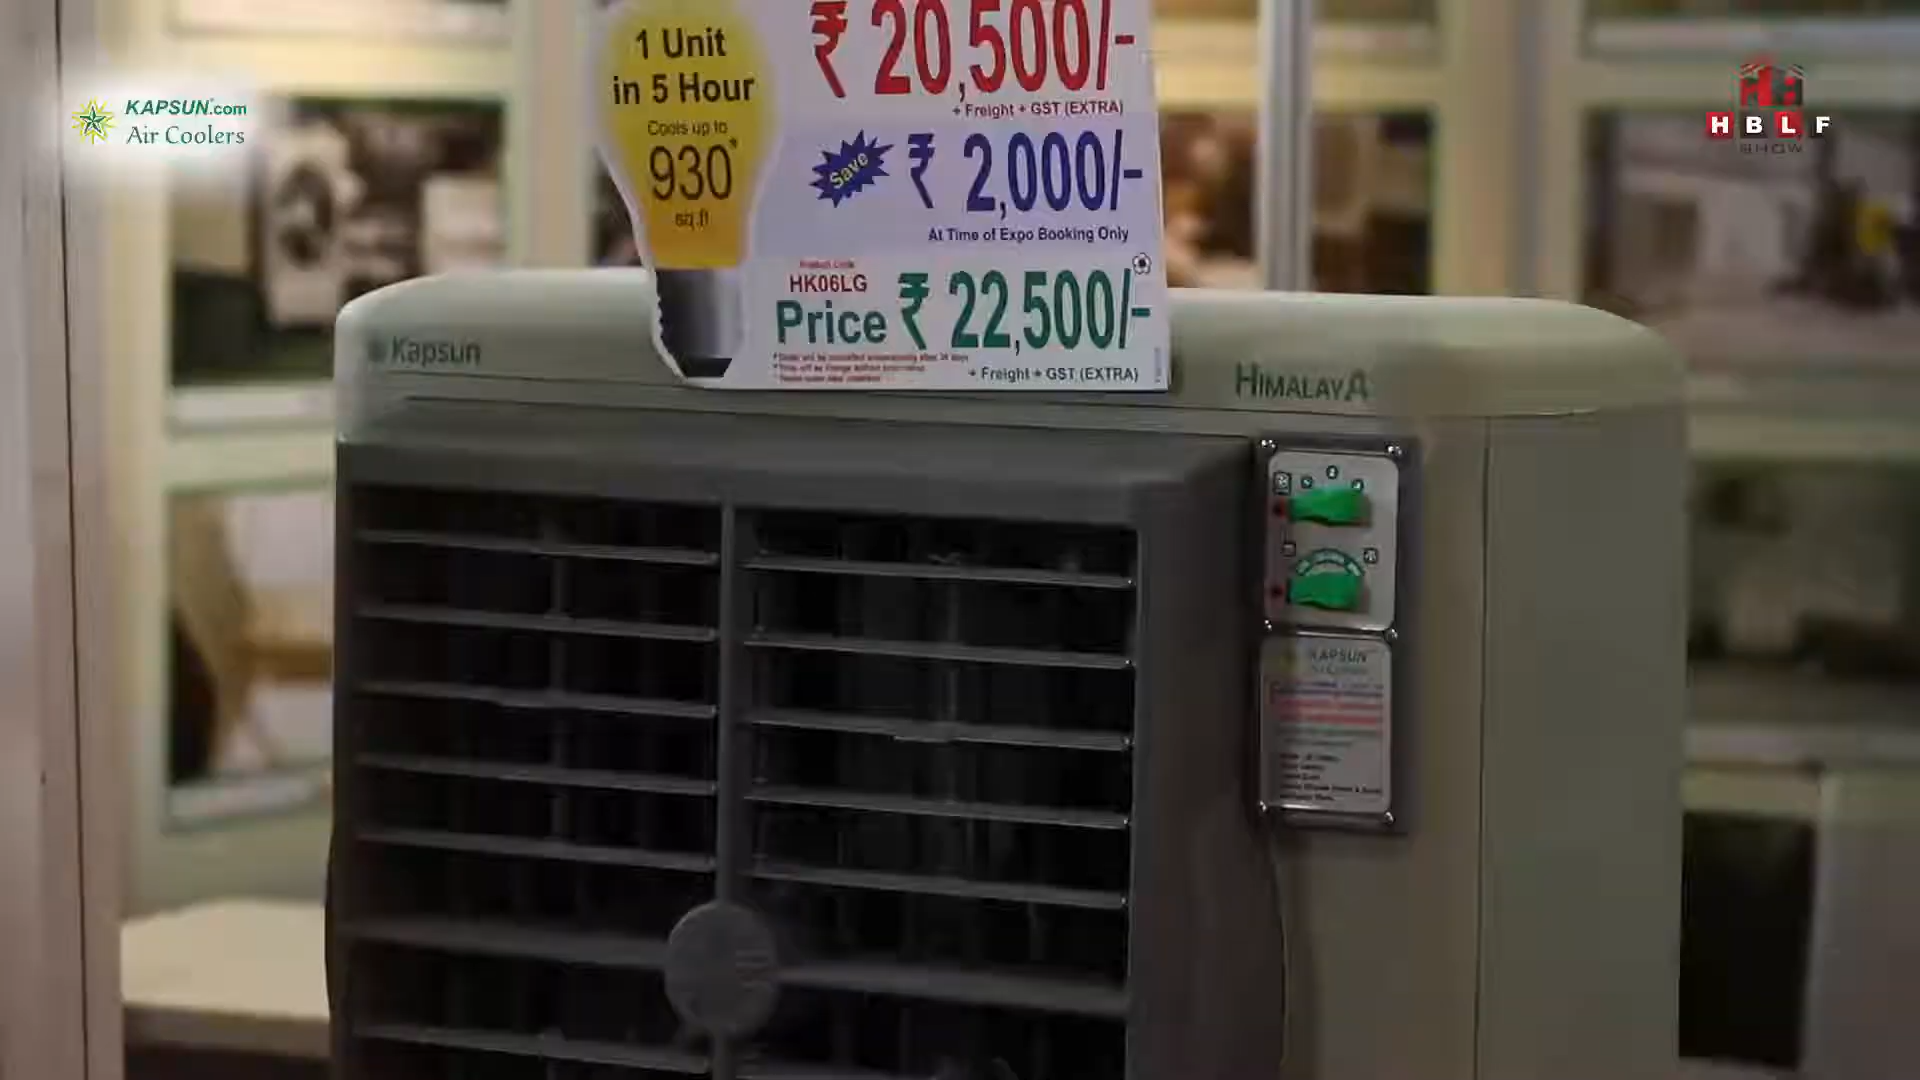 KAPSUN.com
Air Coolers
HBLF
SHOW
1 Unit
in 5 Hour
Cools up to
930*
sq.ft
₹ 20,500/-
+ Freight + GST (EXTRA)
Save ₹ 2,000/-
At Time of Expo Booking Only
Product Code
HK06LG
Price ₹ 22,500/-
+ Freight + GST (EXTRA)
Kapsun
HIMALAYA
KAPSUN